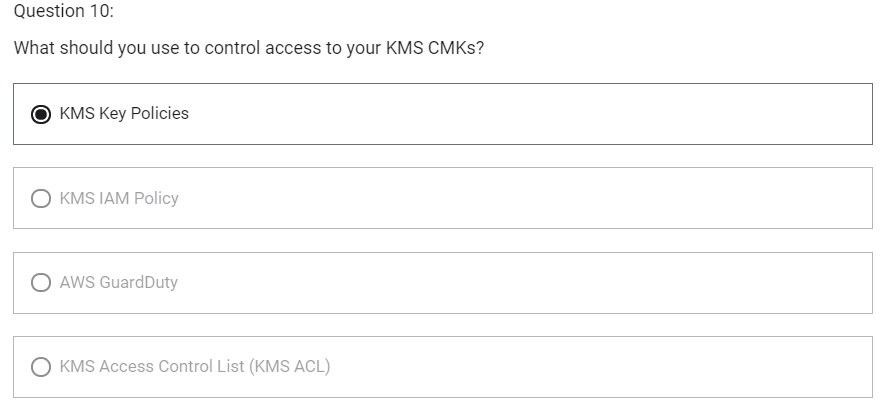 Question 10:
What should you use to control access to your KMS CMKs?
KMS Key Policies
KMS IAM Policy
AWS GuardDuty
KMS Access Control List (KMS ACL)